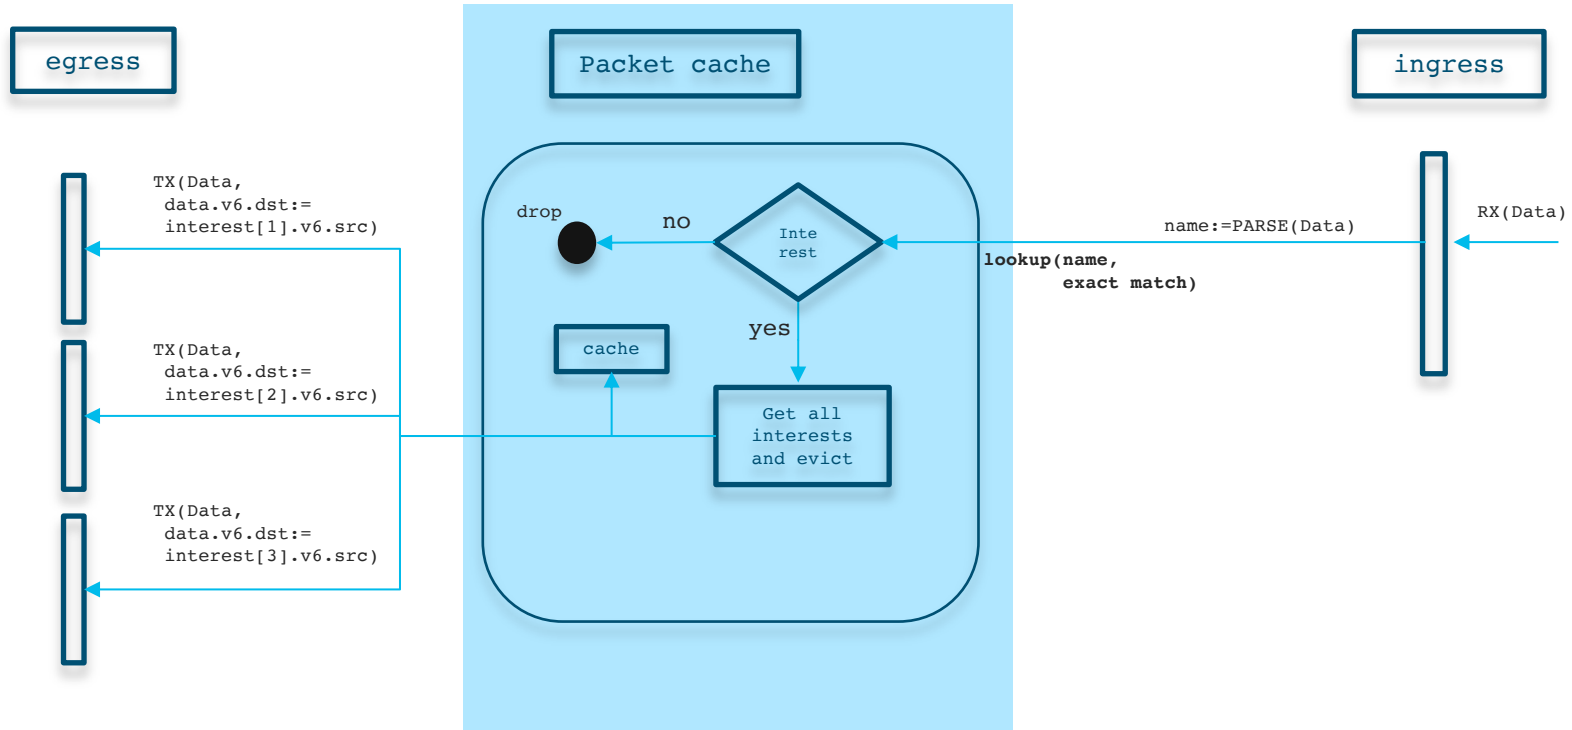 egress
Packet cache
ingress
TX(Data,
data.v6.dst:=
interest[1].v6.src)
drop
no
Inte
rest
name:=PARSE(Data)
RX(Data)
lookup(name,
exact match)
yes
cache
TX(Data,
data.v6.dst:=
interest[2].v6.src)
Get all
interests
and evict
TX(Data,
data.v6.dst:=
interest[3].v6.src)